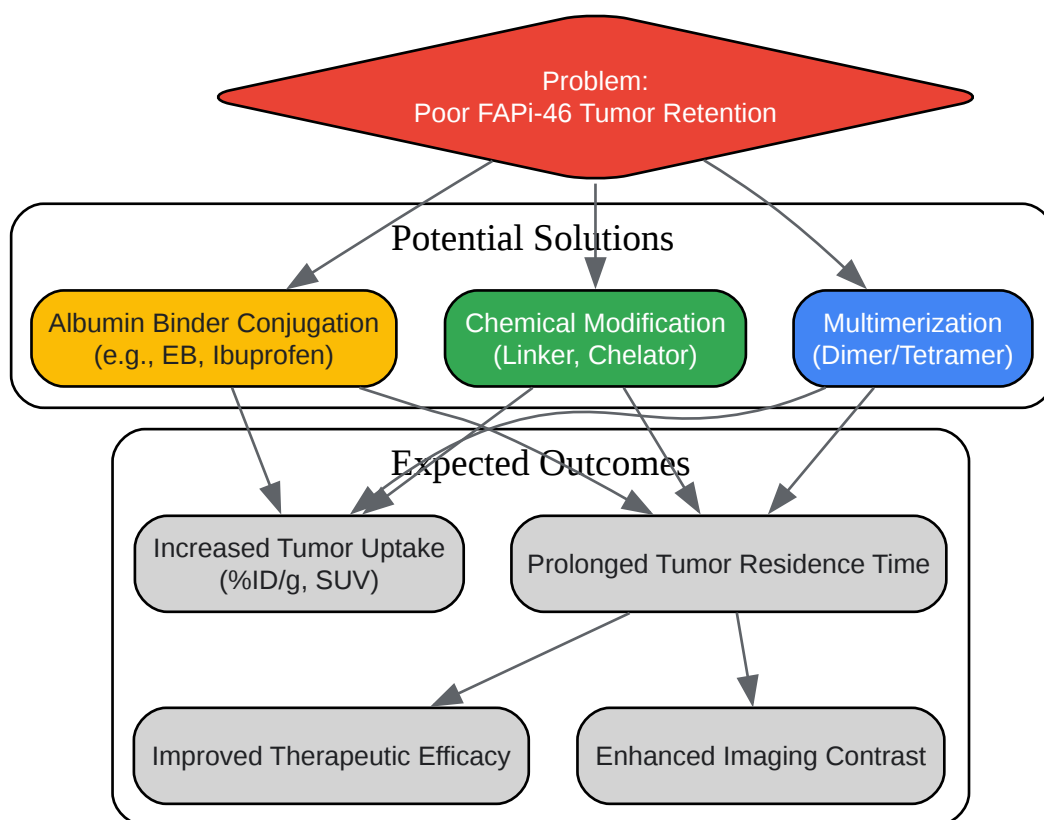 Problem:
Poor FAPi-46 Tumor Retention
Potential Solutions
Albumin Binder Conjugation
(e.g., EB, Ibuprofen)
Chemical Modification
(Linker, Chelator)
Multimerization
(Dimer/Tetramer)
Expected Outcomes
Increased Tumor Uptake
(%ID/g, SUV)
Prolonged Tumor Residence Time
Improved Therapeutic Efficacy
Enhanced Imaging Contrast